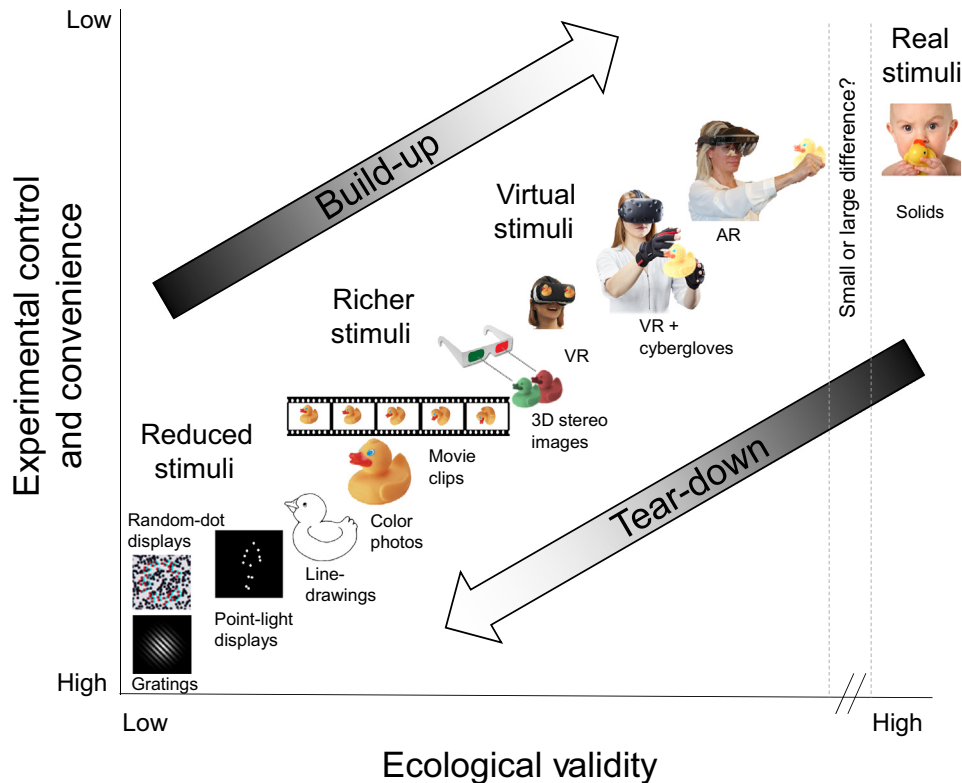 Low
Experimental control
and convenience
High
Build-up
Real
stimuli
Small or large difference?
Solids
Virtual
stimuli
AR
VR +
cybergloves
Richer
stimuli
VR
3D stereo
images
Movie
clips
Reduced
stimuli
Color
photos
Random-dot
displays
Line-
drawings
Point-light
displays
Gratings
Tear-down
Low
High
Ecological validity